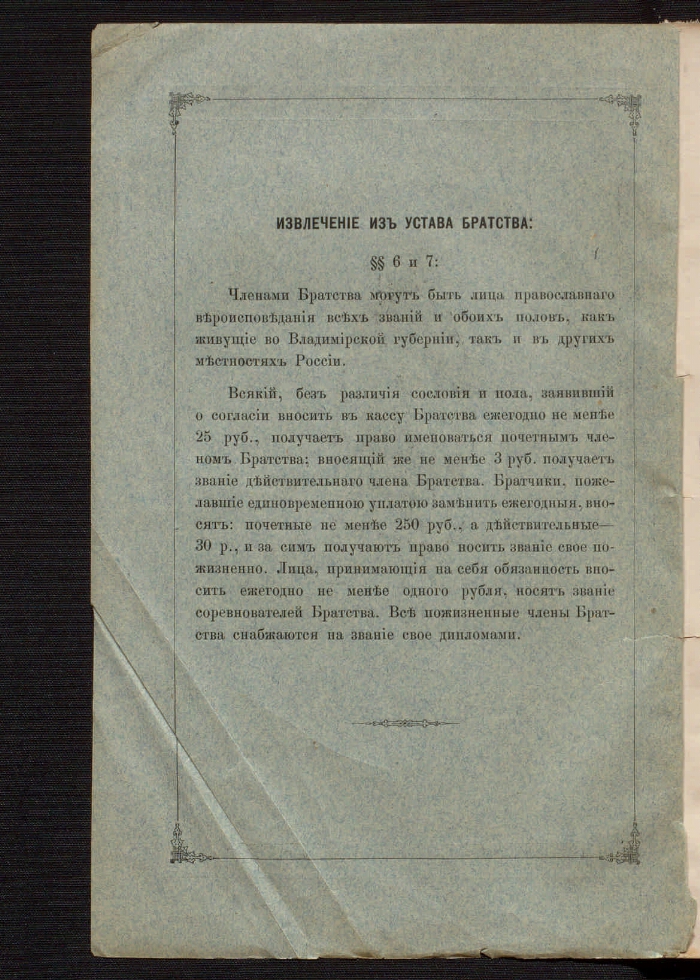 ИЗВЛЕЧЕНІЕ ИЗЪ УСТАВА БРАТСТВА:
§§ 6 и 7:
Членами Братства могутъ быть лица православнаго
вѣроисповѣданія всѣхъ званій и обоихъ половъ, какъ
живущіе во Владимірской губерніи, такъ и въ другихъ
мѣстностяхъ Россіи.
Всякій, безъ различія сословія и пола, заявившій
о согласіи вносить въ кассу Братства ежегодно не менѣе
25 руб., получаетъ право именоваться почетнымъ чле-
номъ Братства; вносящій же не менѣе 3 руб. получаетъ
званіе дѣйствительнаго члена Братства. Братчики, поже-
лавшіе единовременною уплатою замѣнить ежегодныя, вно-
сятъ: почетные не менѣе 250 руб., а дѣйствительные—
30 р., и за симъ получаютъ право носить званіе свое по-
жизненно. Лица, принимающія на себя обязанность вно-
сить ежегодно не менѣе одного рубля, носятъ званіе
соревнователей Братства. Всѣ пожизненные члены Брат-
ства снабжаются на званіе свое дипломами.